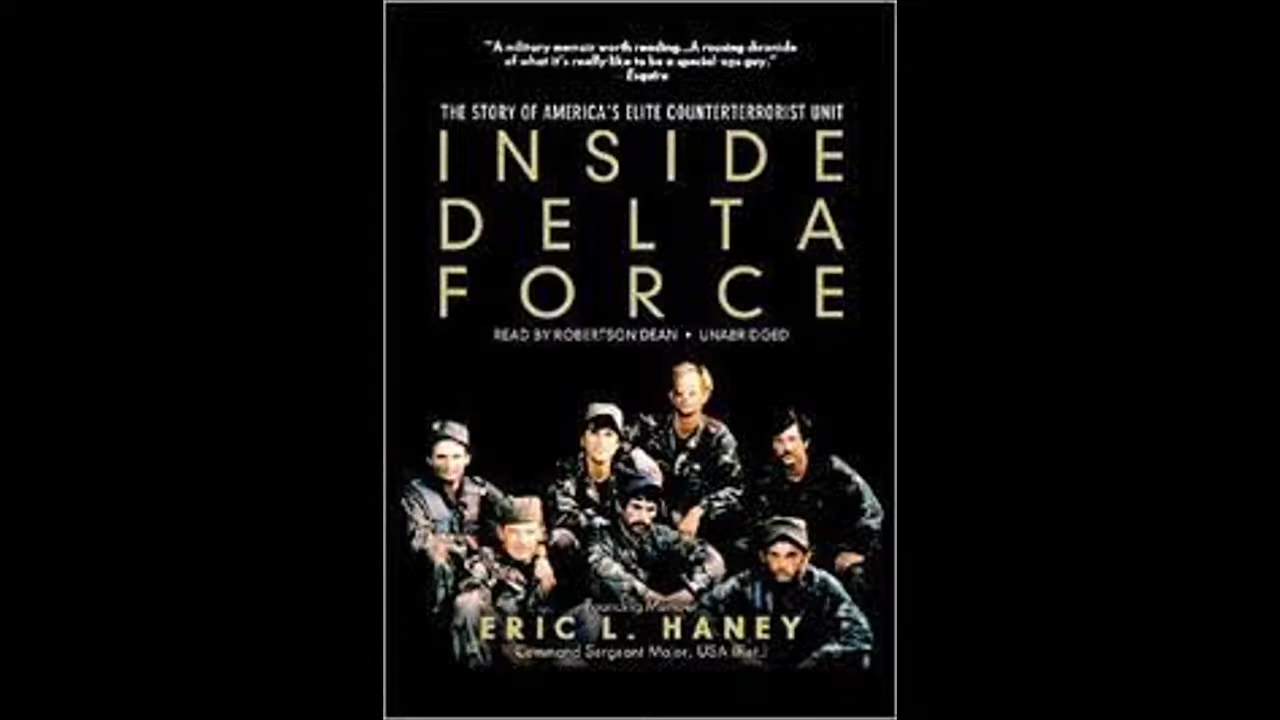 "A military memoir worth reading...A rousing chronicle
of what it's really like to be a special-ops guy."
Esquire
THE STORY OF AMERICA'S ELITE COUNTERTERRORIST UNIT
INSIDE
DELTA
FORCE
READ BY ROBERTSON DEAN • UNABRIDGED
Founding Member
ERIC L. HANEY
Command Sergeant Major, USA (Ret.)